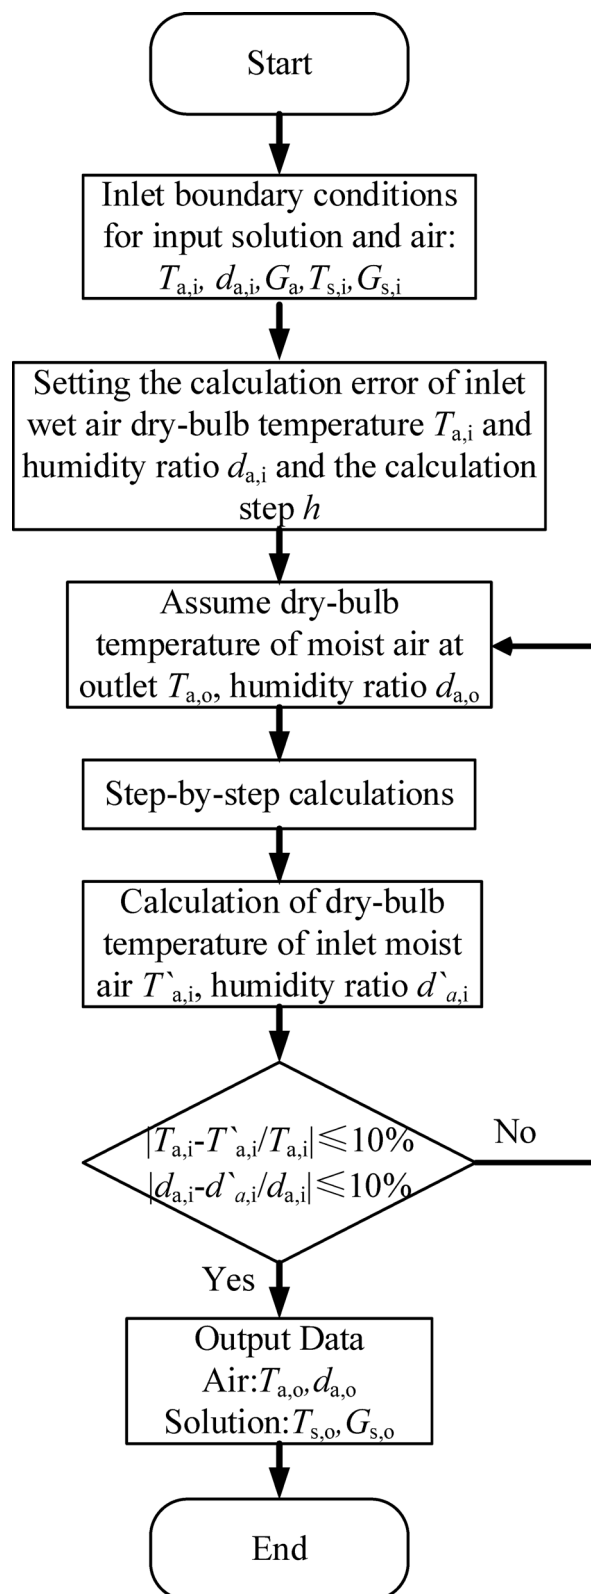 Start
Inlet boundary conditions
for input solution and air:
T_a,i, d_a,i, G_a, T_s,i, G_s,i
Setting the calculation error of inlet
wet air dry-bulb temperature T_a,i and
humidity ratio d_a,i and the calculation
step h
Assume dry-bulb
temperature of moist air at
outlet T_a,o, humidity ratio d_a,o
Step-by-step calculations
Calculation of dry-bulb
temperature of inlet moist
air T`_a,i, humidity ratio d`_a,i
|T_a,i-T`_a,i/T_a,i|≤10%
No
|d_a,i-d`_a,i/d_a,i|≤10%
Yes
Output Data
Air:T_a,o,d_a,o
Solution:T_s,o,G_s,o
End